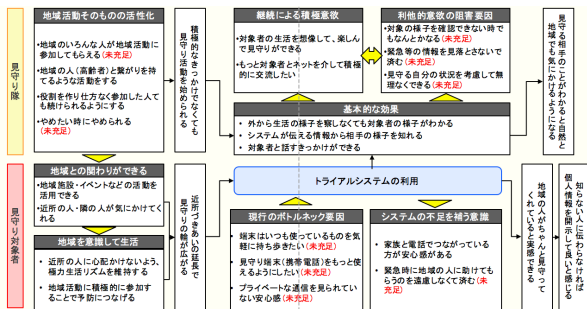 見守り隊
地域活動そのものの活性化
・地域のいろんな人が地域活動に
参加してもらえる(未充足)
・地域の人(高齢者)と繋がりを持
てるような活動をする
・役割を作り仕方なく参加した人で
も続けられるようにする
・やめたい時にやめられる
(未充足)
積極的なきっかけでなくても
見守り活動を始められる
継続による積極意欲
・対象者の生活を想像して、楽し
んで見守りができる
・もっと対象者とネットを介して積極
的に交流したい
利他的意欲の阻害要因
・対象の様子を確認できない時で
もなんとかなる(未充足)
・緊急等の情報を見落とさないで
済む(未充足)
・見守る自分の状況を考慮して無
理なくできる(未充足)
基本的な効果
・ 外から生活の様子を察しなくても対象者の様子がわかる
・ システムが伝える情報から相手の様子を知れる
・ 対象者と話すきっかけができる
見守る相手のことがわかると自然と
地域でも気にかけるようになる
見守り対象者
地域との関わりができる
・地域施設・イベントなどの活動を
活用できる
・近所の人・隣の人が気にかけてく
れる
地域を意識して生活
・ 近所の人に心配かけないよう、
極力生活リズムを維持する
・ 地域活動に積極的に参加す
ることで予防につなげる
近所づきあいの延長で
見守りの輪が広がる
トライアルシステムの利用
現行のボトルネック要因
・ 端末はいつも使っているものを気
軽に持ち歩きたい(未充足)
・ 見守り端末(携帯電話)をもっと使
えるようにしたい(未充足)
・ プライベートな通信を見られてい
ない安心感(未充足)
システムの不足を補う意識
・ 家族と電話でつながっている
方が安心感がある
・ 緊急時に地域の人に助けても
らうのを遠慮しなくて済む(未
充足)
地域の人がちゃんと見守って
くれていると実感できる
知らない人に伝わらなければ
個人情報を開示して良いと感じる